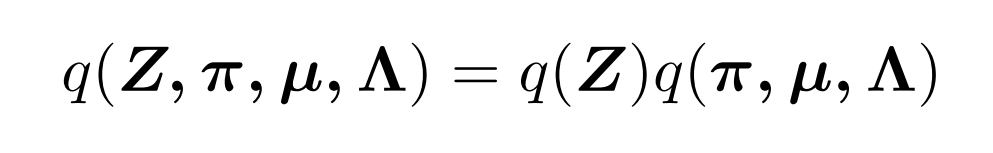 q(Z, π, μ, Λ) = q(Z)q(π, μ, Λ)